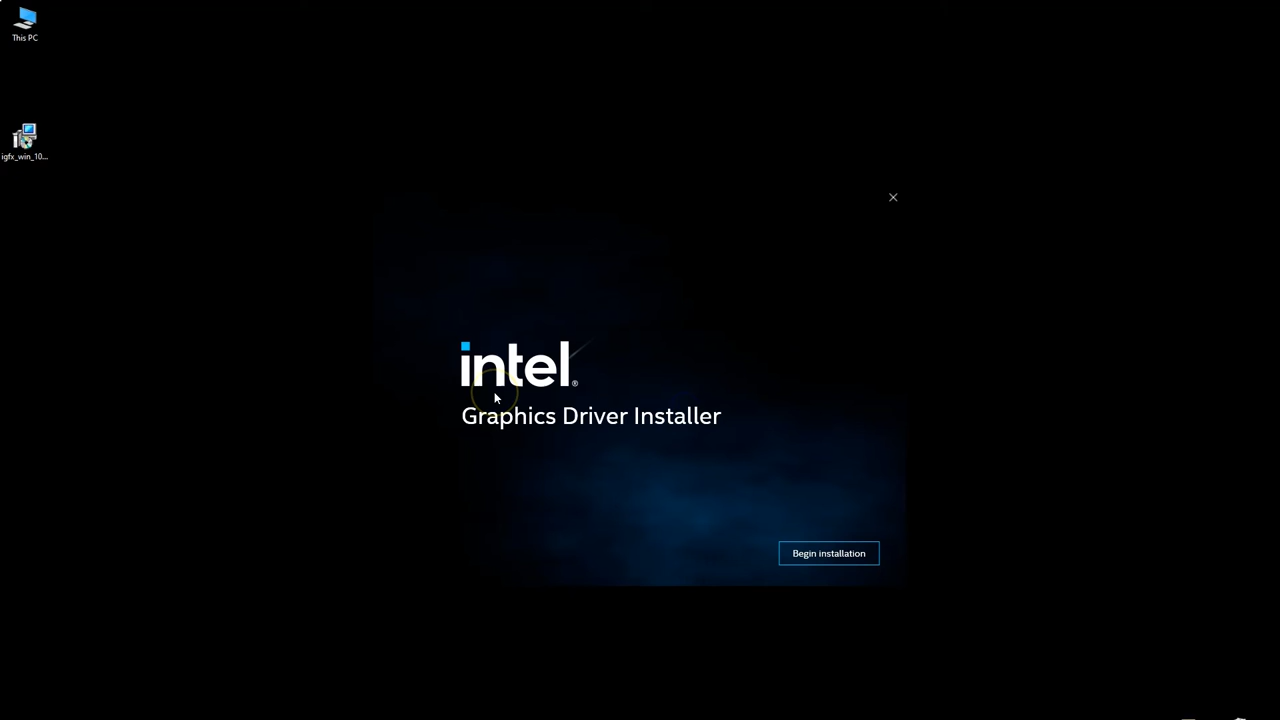 This PC
igfx_win_10...
intel®
Graphics Driver Installer
Begin installation